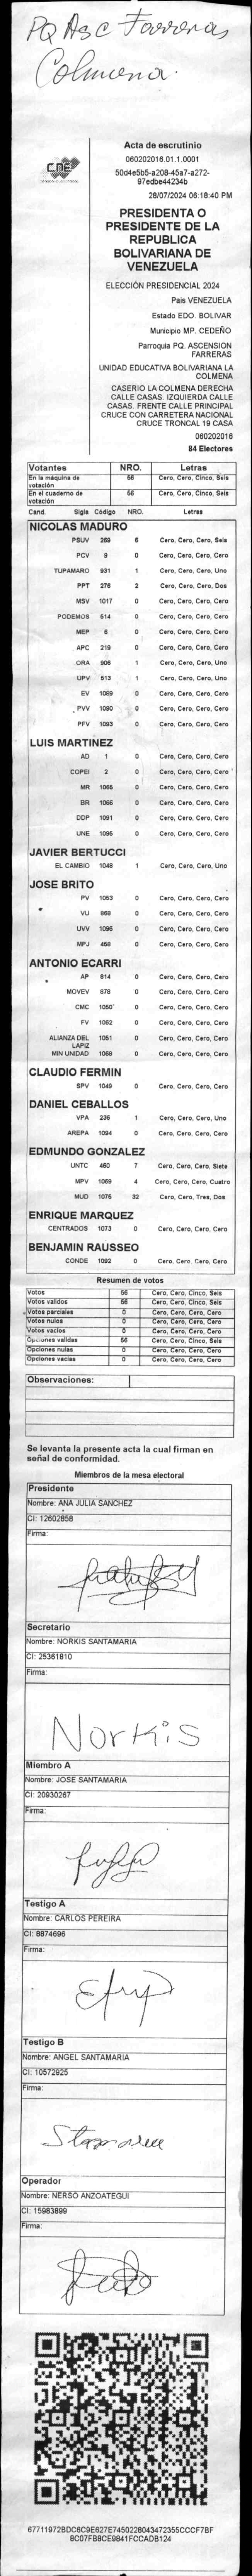 PQ Asc Farreras
Colmena.
CNE
Acta de escrutinio
060202016.01.1.0001
50d4e5b5-a208-45a7-a272-
97edbe44234b
28/07/2024 06:18:40 PM
PRESIDENTA O
PRESIDENTE DE LA
REPUBLICA
BOLIVARIANA DE
VENEZUELA
ELECCIÓN PRESIDENCIAL 2024
Pais VENEZUELA
Estado EDO. BOLIVAR
Municipio MP. CEDEÑO
Parroquia PQ. ASCENSION
FARRERAS
UNIDAD EDUCATIVA BOLIVARIANA LA
COLMENA
CASERIO LA COLMENA DERECHA
CALLE CASAS. IZQUIERDA CALLE
CASAS. FRENTE CALLE PRINCIPAL
CRUCE CON CARRETERA NACIONAL
CRUCE TRONCAL 19 CASA
060202016
84 Electores
Votantes NRO. Letras
En la máquina de votación 56 Cero, Cero, Cinco, Seis
En el cuaderno de votación 56 Cero, Cero, Cinco, Seis
Cand. Sigla Código NRO. Letras
NICOLAS MADURO
PSUV 269 6 Cero, Cero, Cero, Seis
PCV 9 0 Cero, Cero, Cero, Cero
TUPAMARO 931 1 Cero, Cero, Cero, Uno
PPT 276 2 Cero, Cero, Cero, Dos
MSV 1017 0 Cero, Cero, Cero, Cero
PODEMOS 514 0 Cero, Cero, Cero, Cero
MEP 6 0 Cero, Cero, Cero, Cero
APC 219 0 Cero, Cero, Cero, Cero
ORA 906 1 Cero, Cero, Cero, Uno
UPV 513 1 Cero, Cero, Cero, Uno
EV 1089 0 Cero, Cero, Cero, Cero
PVV 1090 0 Cero, Cero, Cero, Cero
PFV 1093 0 Cero, Cero, Cero, Cero
LUIS MARTINEZ
AD 1 0 Cero, Cero, Cero, Cero
COPEI 2 0 Cero, Cero, Cero, Cero
MR 1065 0 Cero, Cero, Cero, Cero
BR 1066 0 Cero, Cero, Cero, Cero
DDP 1091 0 Cero, Cero, Cero, Cero
UNE 1095 0 Cero, Cero, Cero, Cero
JAVIER BERTUCCI
EL CAMBIO 1048 1 Cero, Cero, Cero, Uno
JOSE BRITO
PV 1053 0 Cero, Cero, Cero, Cero
VU 868 0 Cero, Cero, Cero, Cero
UVV 1096 0 Cero, Cero, Cero, Cero
MPJ 458 0 Cero, Cero, Cero, Cero
ANTONIO ECARRI
AP 814 0 Cero, Cero, Cero, Cero
MOVEV 878 0 Cero, Cero, Cero, Cero
CMC 1050 0 Cero, Cero, Cero, Cero
FV 1062 0 Cero, Cero, Cero, Cero
ALIANZA DEL LAPIZ 1051 0 Cero, Cero, Cero, Cero
MIN UNIDAD 1088 0 Cero, Cero, Cero, Cero
CLAUDIO FERMIN
SPV 1049 0 Cero, Cero, Cero, Cero
DANIEL CEBALLOS
VPA 236 1 Cero, Cero, Cero, Uno
AREPA 1094 0 Cero, Cero, Cero, Cero
EDMUNDO GONZALEZ
UNTC 460 7 Cero, Cero, Cero, Siete
MPV 1069 4 Cero, Cero, Cero, Cuatro
MUD 1075 32 Cero, Cero, Tres, Dos
ENRIQUE MARQUEZ
CENTRADOS 1073 0 Cero, Cero, Cero, Cero
BENJAMIN RAUSSEO
CONDE 1092 0 Cero, Cero, Cero, Cero
Resumen de votos
Votos 56 Cero, Cero, Cinco, Seis
Votos validos 56 Cero, Cero, Cinco, Seis
Votos parciales 0 Cero, Cero, Cero, Cero
Votos nulos 0 Cero, Cero, Cero, Cero
Votos vacios 0 Cero, Cero, Cero, Cero
Opciones validas 56 Cero, Cero, Cinco, Seis
Opciones nulas 0 Cero, Cero, Cero, Cero
Opciones vacias 0 Cero, Cero, Cero, Cero
Observaciones:
Se levanta la presente acta la cual firman en
señal de conformidad.
Miembros de la mesa electoral
Presidente
Nombre: ANA JULIA SANCHEZ
CI: 12602858
Firma:
Secretario
Nombre: NORKIS SANTAMARIA
CI: 25361810
Firma:
Norkis
Miembro A
Nombre: JOSE SANTAMARIA
CI: 20930267
Firma:
Testigo A
Nombre: CARLOS PEREIRA
CI: 8874696
Firma:
Testigo B
Nombre: ANGEL SANTAMARIA
CI: 10572925
Firma:
Operador
Nombre: NERSO ANZOATEGUI
CI: 15983899
Firma:
67711972BDC6C9E627E7450228043472355CCCF7BF
8C07FB8CE9841FCCADB124